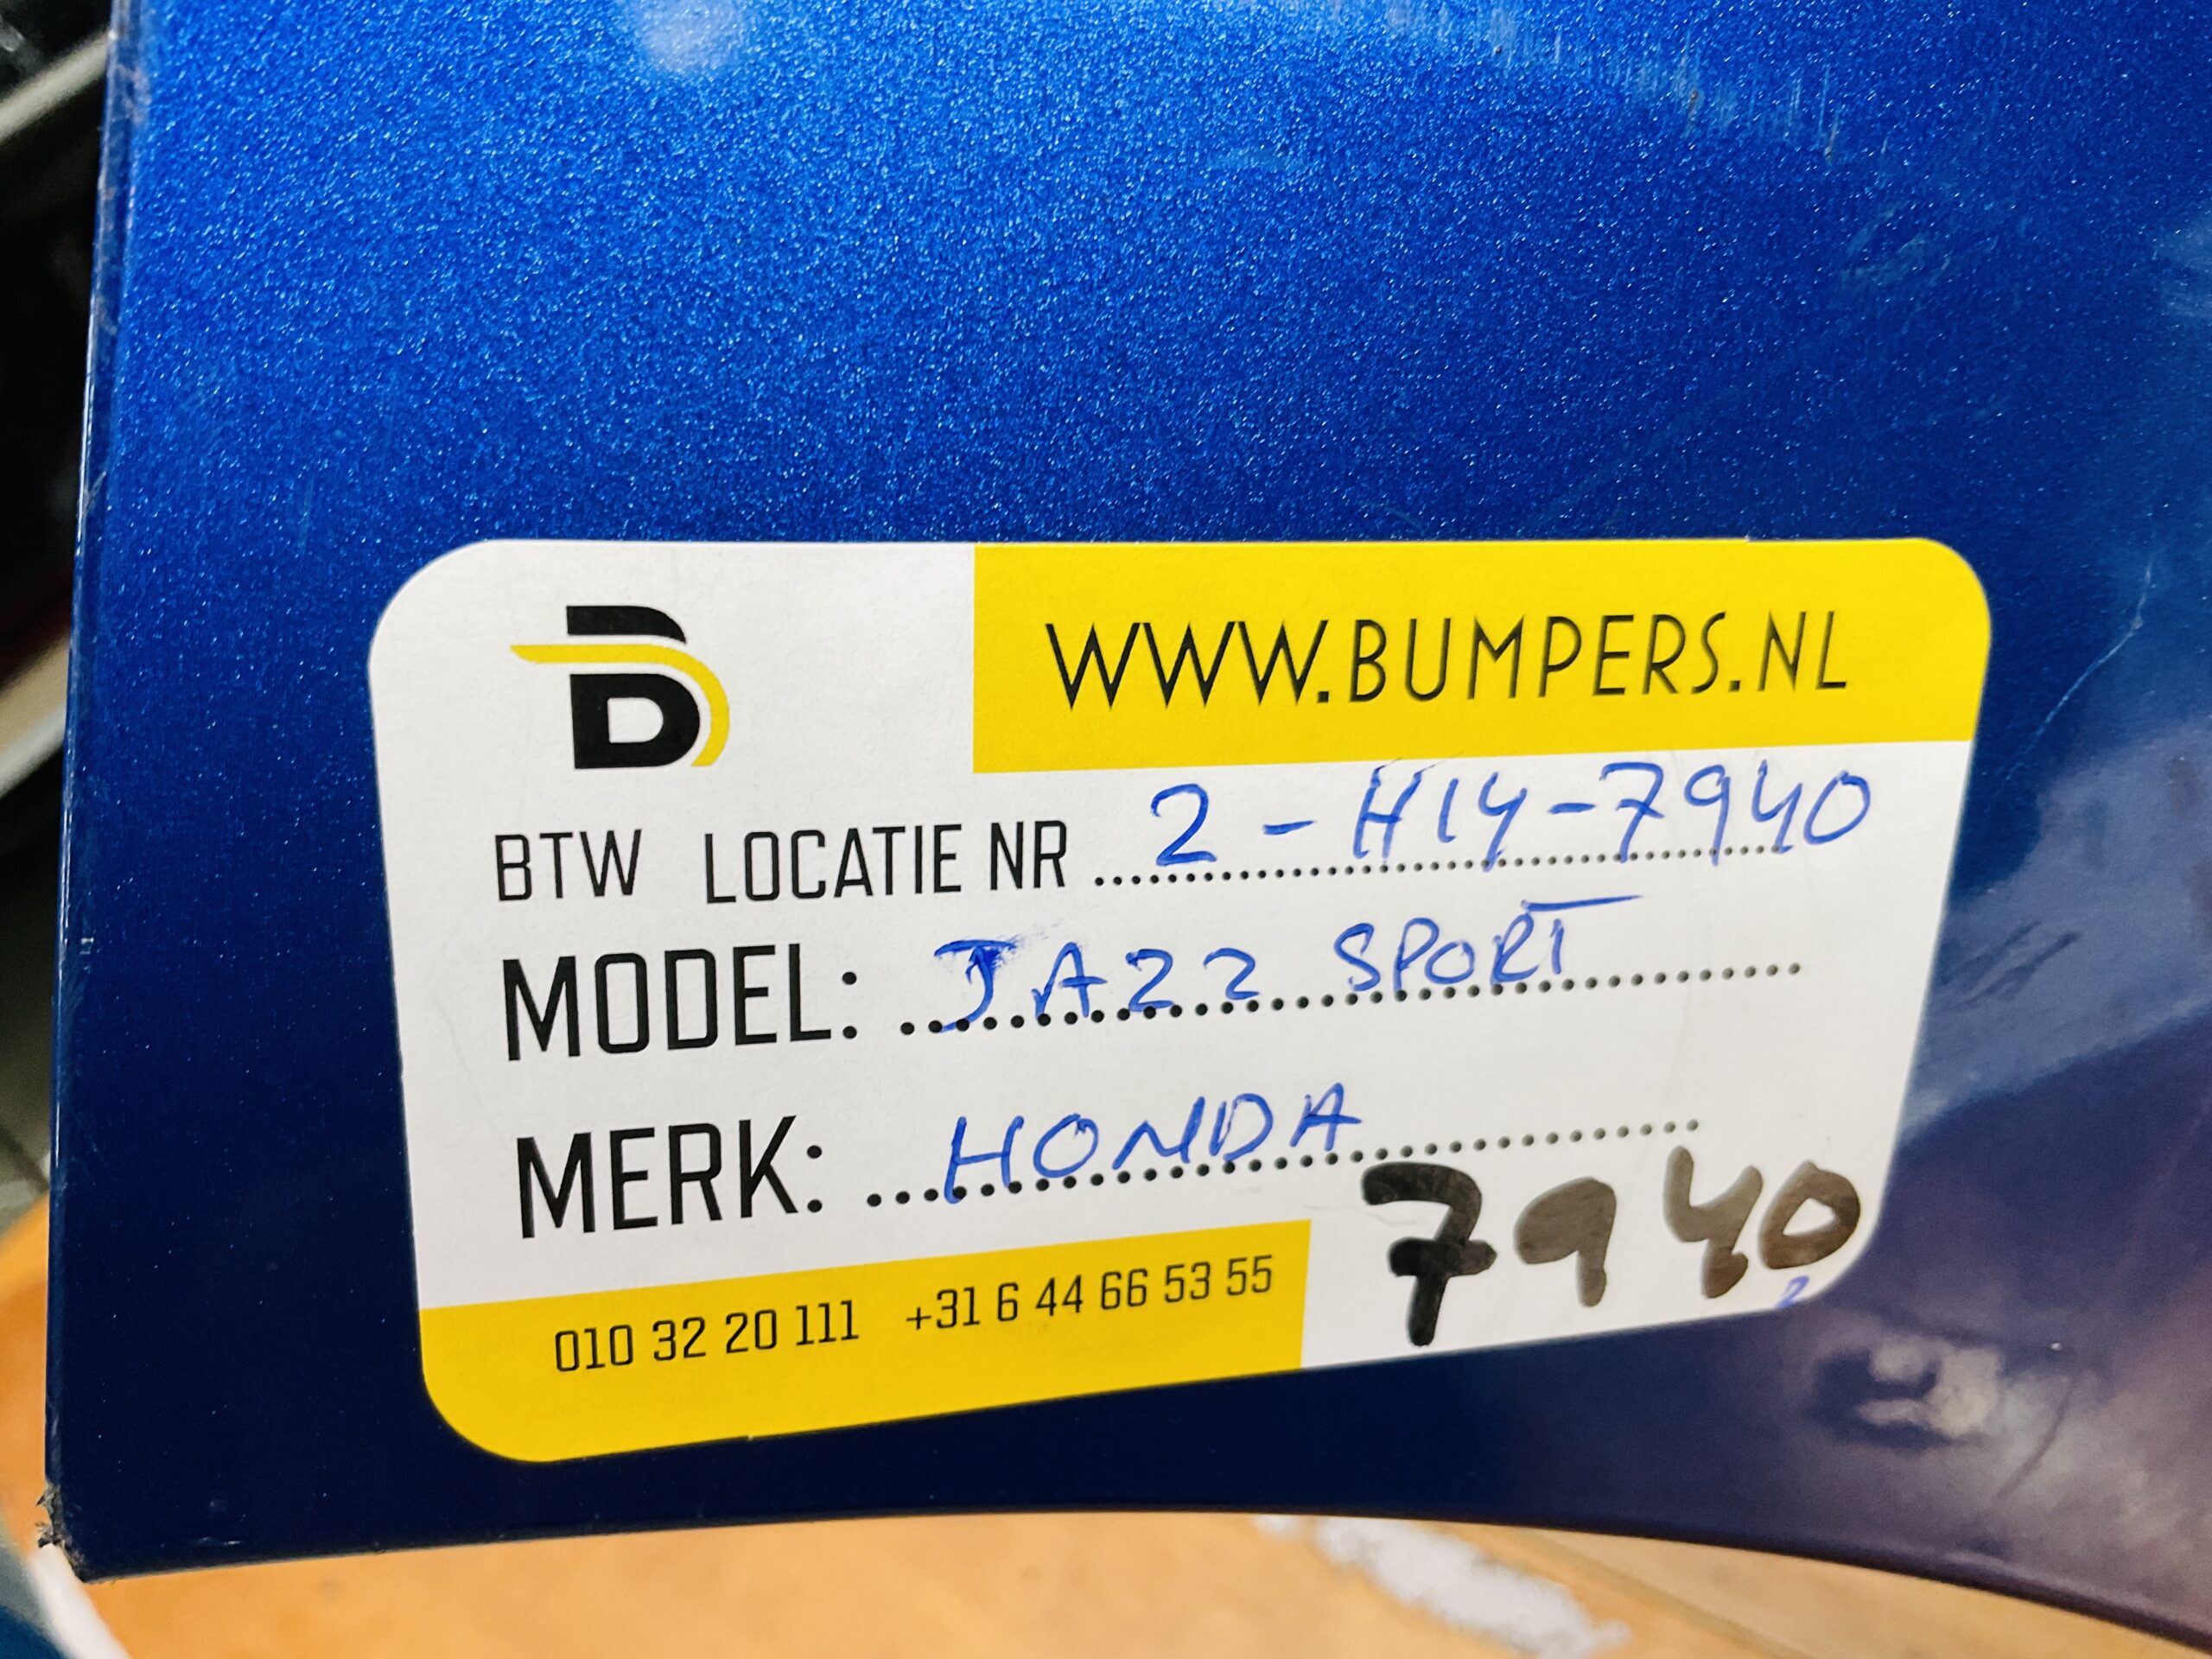 B
WWW.BUMPERS.NL
BTW LOCATIE NR 2-H14-7940
MODEL: JAZZ SPORT
MERK: HONDA
7940
2
010 32 20 111 +31 6 44 66 53 55